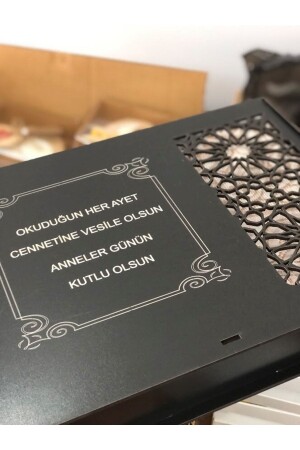 OKUDUĞUN HER AYET
CENNETİNE VESİLE OLSUN
ANNELER GÜNÜN
KUTLU OLSUN